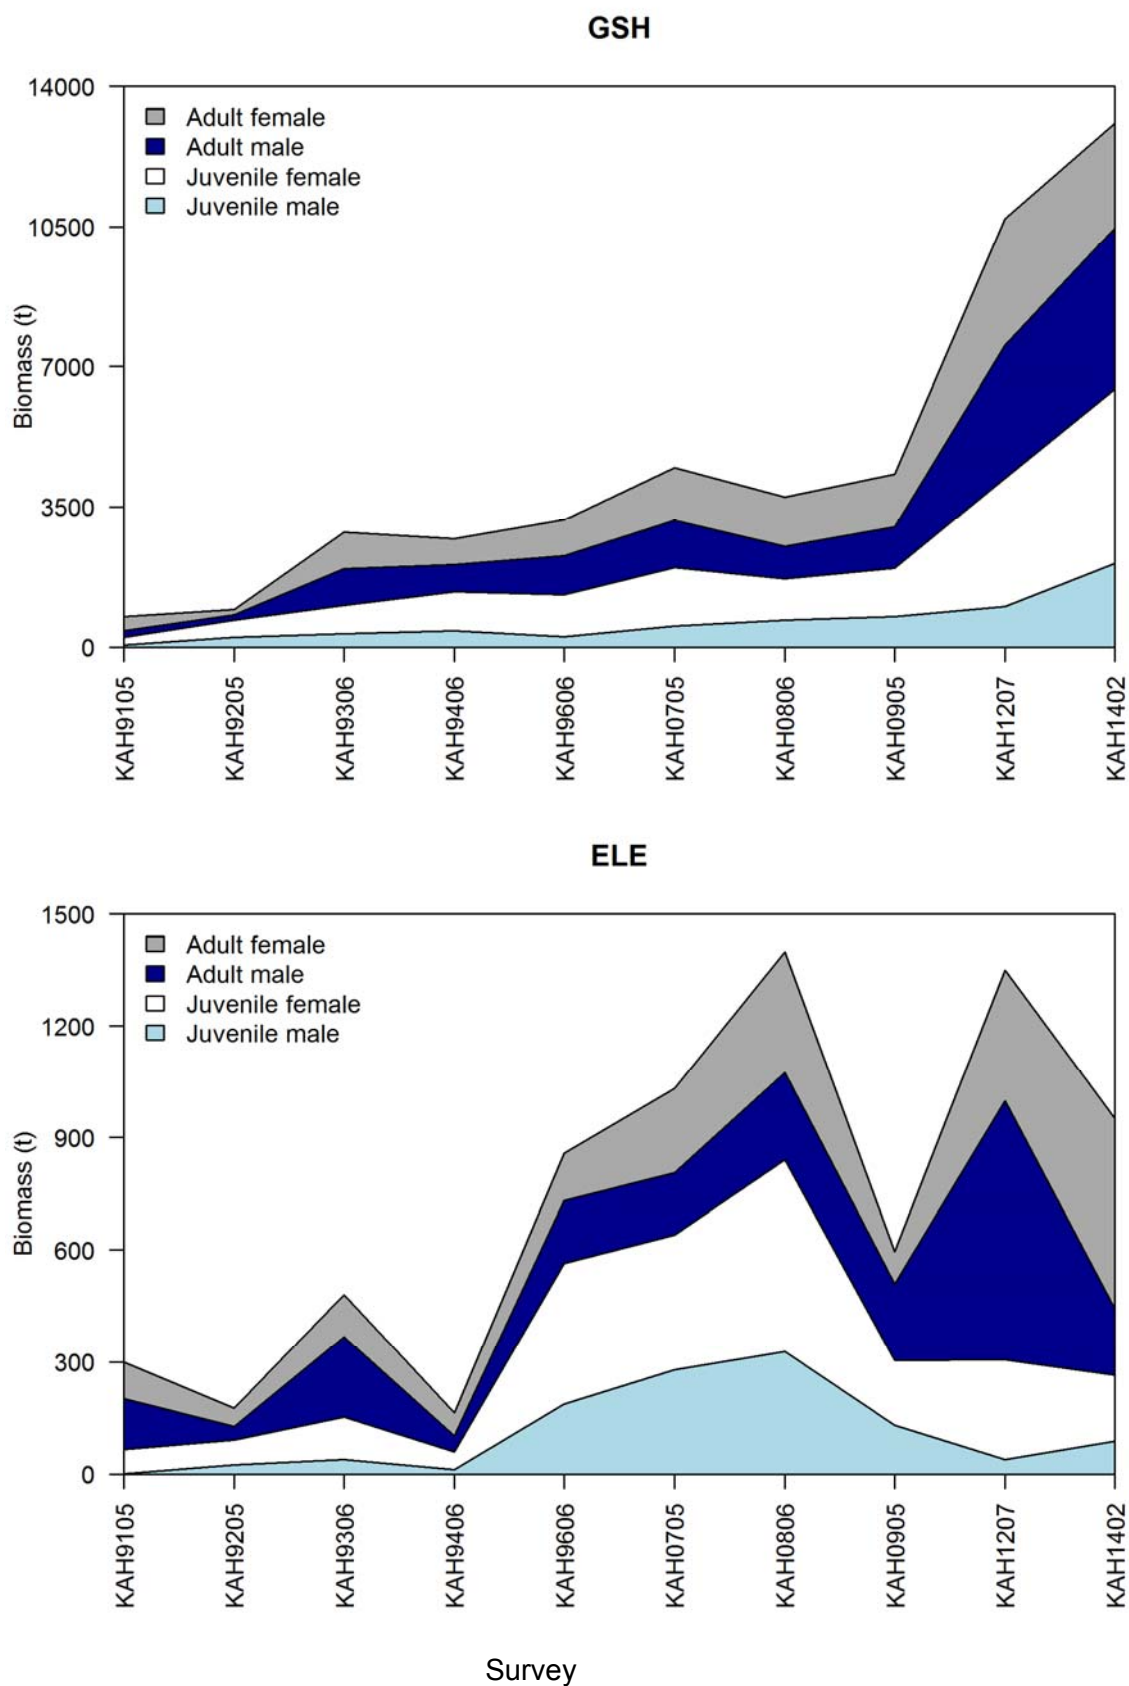 GSH
14000
10500
7000
3500
0
Biomass (t)
Adult female
Adult male
Juvenile female
Juvenile male
KAH9105
KAH9205
KAH9306
KAH9406
KAH9606
KAH0705
KAH0806
KAH0905
KAH1207
KAH1402
ELE
1500
1200
900
600
300
0
Biomass (t)
Adult female
Adult male
Juvenile female
Juvenile male
KAH9105
KAH9205
KAH9306
KAH9406
KAH9606
KAH0705
KAH0806
KAH0905
KAH1207
KAH1402
Survey